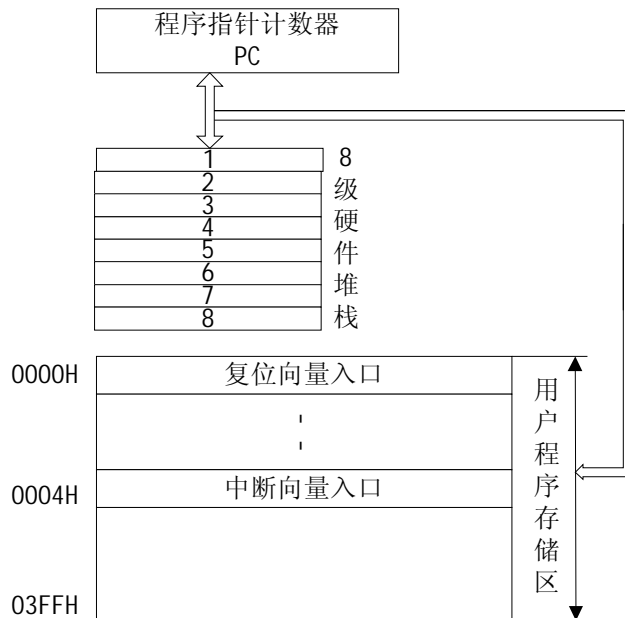 程序指针计数器
PC
1
2
3
4
5
6
7
8
8级硬件堆栈
0000H
复位向量入口
0004H
中断向量入口
03FFH
用户程序存储区